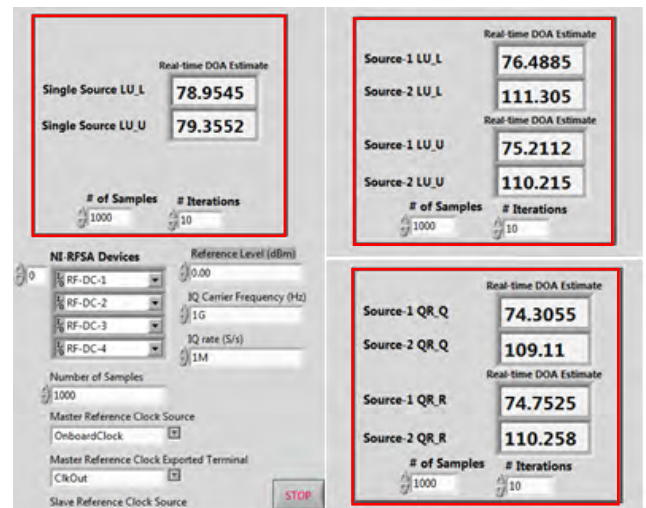 Real-time DOA Estimate
Single Source LU_L 78.9545
Single Source LU_U 79.3552
# of Samples # Iterations
1000 10
NI-RFSA Devices Reference Level (dBm)
0 RF-DC-1 0.00
RF-DC-2 IQ Carrier Frequency (Hz)
RF-DC-3 1G
RF-DC-4 IQ rate (S/s)
1M
Number of Samples
1000
Master Reference Clock Source
OnboardClock
Master Reference Clock Exported Terminal
ClkOut
Slave Reference Clock Source
STOP
Real-time DOA Estimate
Source-1 LU_L 76.4885
Source-2 LU_L 111.305
Real-time DOA Estimate
Source-1 LU_U 75.2112
Source-2 LU_U 110.215
# of Samples # Iterations
1000 10
Real-time DOA Estimate
Source-1 QR_Q 74.3055
Source-2 QR_Q 109.11
Real-time DOA Estimate
Source-1 QR_R 74.7525
Source-2 QR_R 110.258
# of Samples # Iterations
1000 10